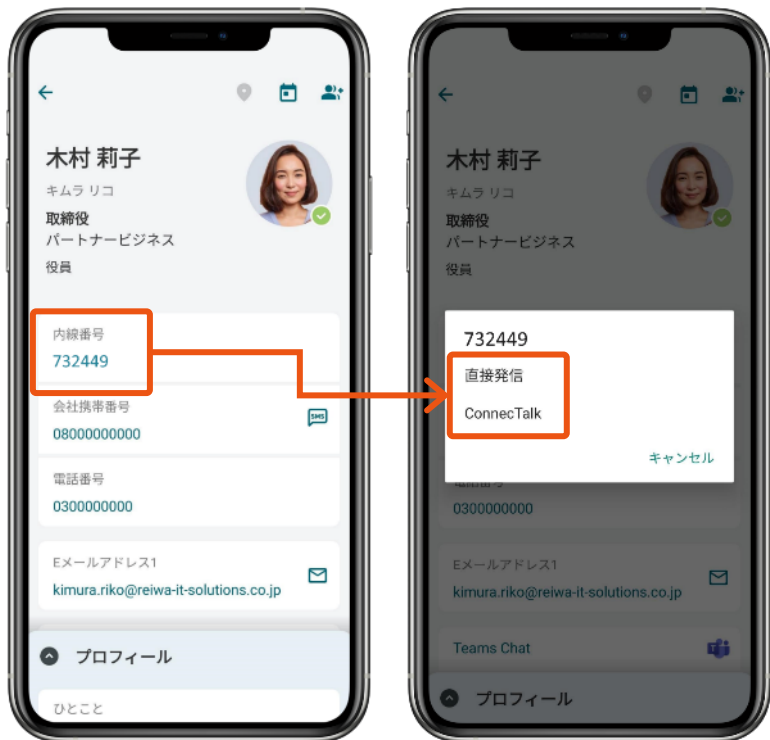 木村 莉子
キムラ リコ
取締役
パートナービジネス
役員
内線番号
732449
会社携帯番号
08000000000
SMS
電話番号
0300000000
Eメールアドレス1
kimura.riko@reiwa-it-solutions.co.jp
プロフィール
ひとこと
木村 莉子
キムラ リコ
取締役
パートナービジネス
役員
732449
直接発信
ConnecTalk
キャンセル
電話番号
0300000000
Eメールアドレス1
kimura.riko@reiwa-it-solutions.co.jp
Teams Chat
プロフィール